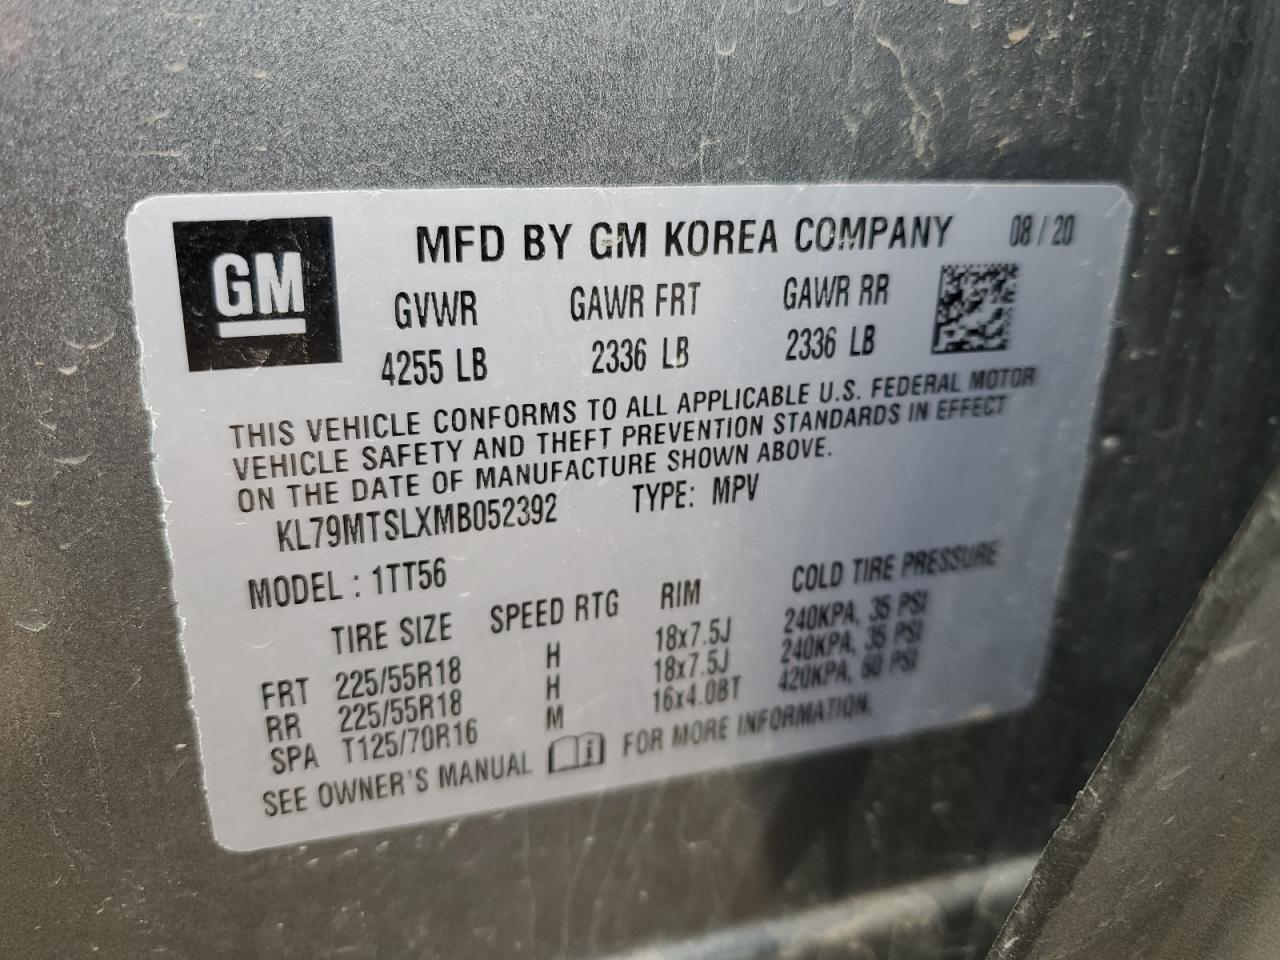 GM MFD BY GM KOREA COMPANY 08/20
GVWR GAWR FRT GAWR RR
4255 LB 2336 LB 2336 LB
THIS VEHICLE CONFORMS TO ALL APPLICABLE U.S. FEDERAL MOTOR
VEHICLE SAFETY AND THEFT PREVENTION STANDARDS IN EFFECT
ON THE DATE OF MANUFACTURE SHOWN ABOVE.
KL79MTSLXMB052392 TYPE: MPV
MODEL : 1TT56
TIRE SIZE SPEED RTG RIM COLD TIRE PRESSURE
FRT 225/55R18 H 18x7.5J 240KPA, 35 PSI
RR 225/55R18 H 18x7.5J 240KPA, 35 PSI
SPA T125/70R16 M 16x4.0BT 420KPA, 60 PSI
SEE OWNER'S MANUAL FOR MORE INFORMATION.